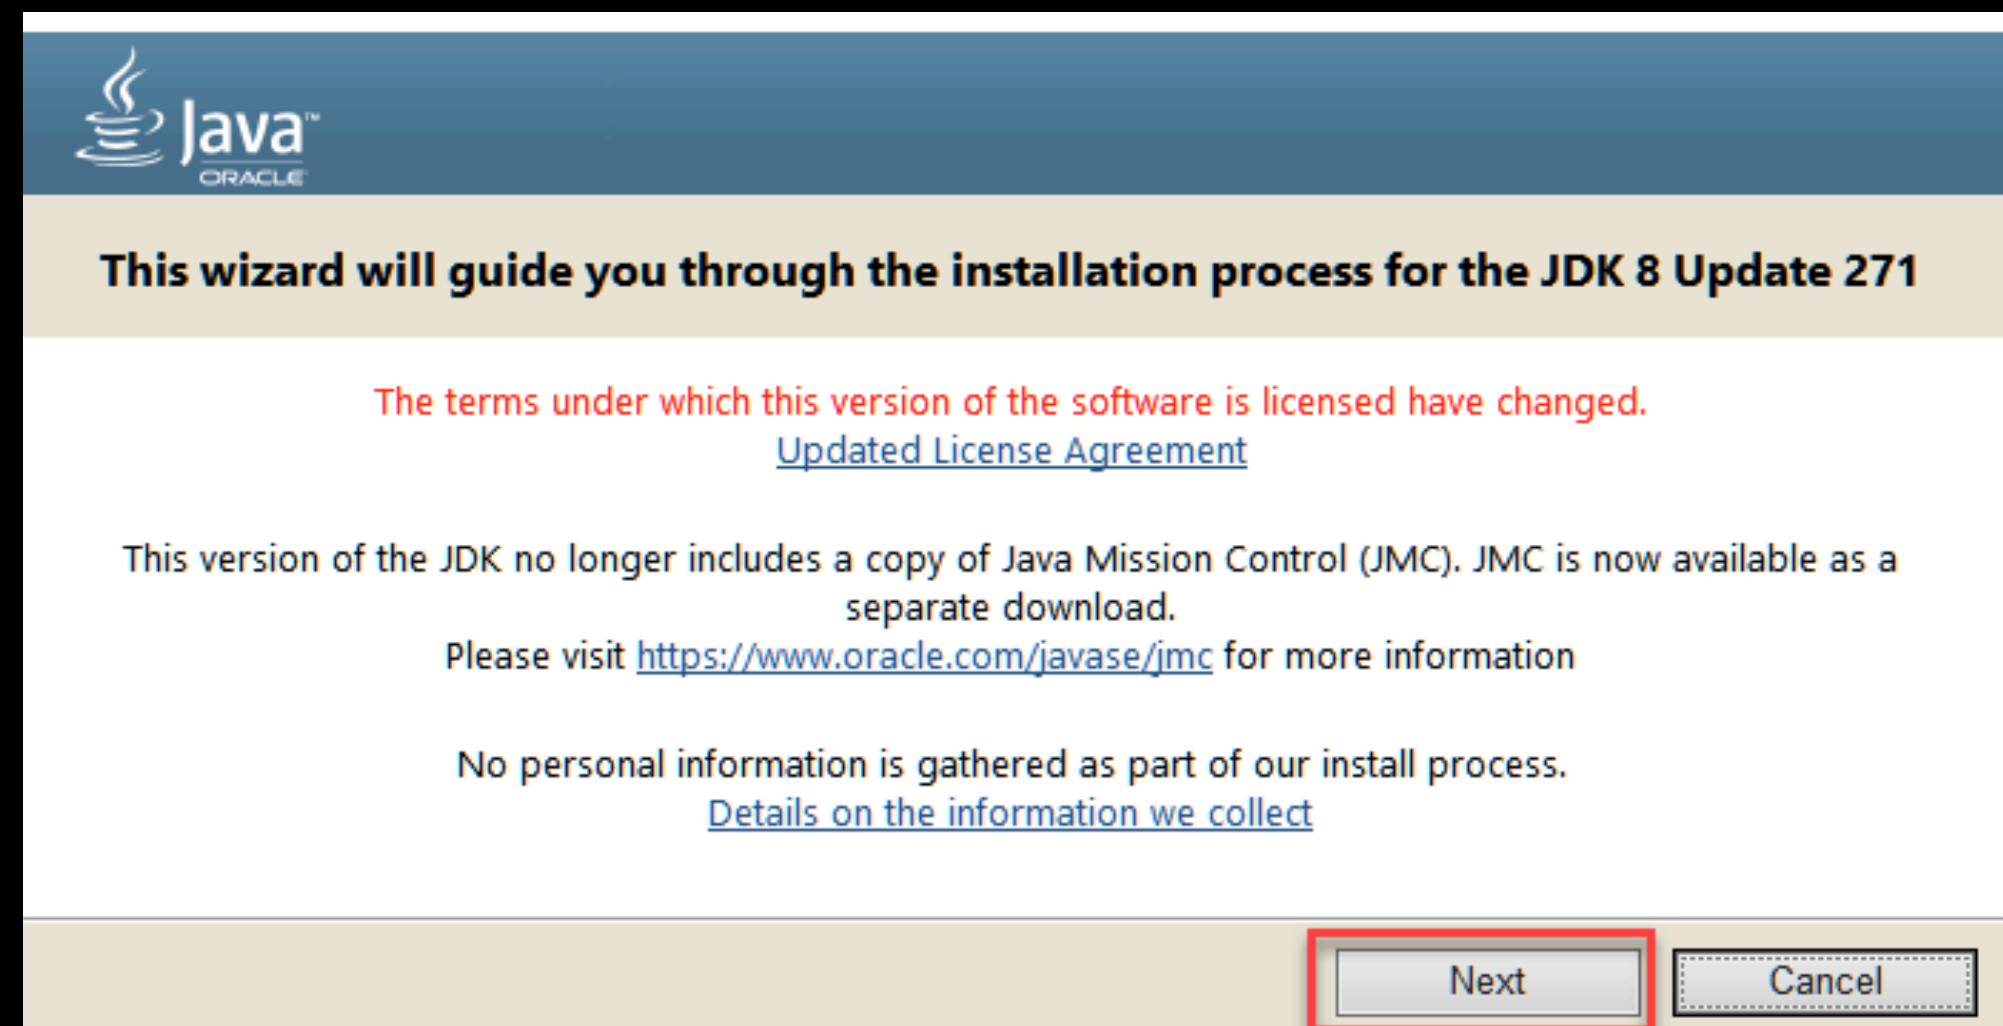 Java™
ORACLE
This wizard will guide you through the installation process for the JDK 8 Update 271
The terms under which this version of the software is licensed have changed.
Updated License Agreement
This version of the JDK no longer includes a copy of Java Mission Control (JMC). JMC is now available as a
separate download.
Please visit https://www.oracle.com/javase/jmc for more information
No personal information is gathered as part of our install process.
Details on the information we collect
Next
Cancel